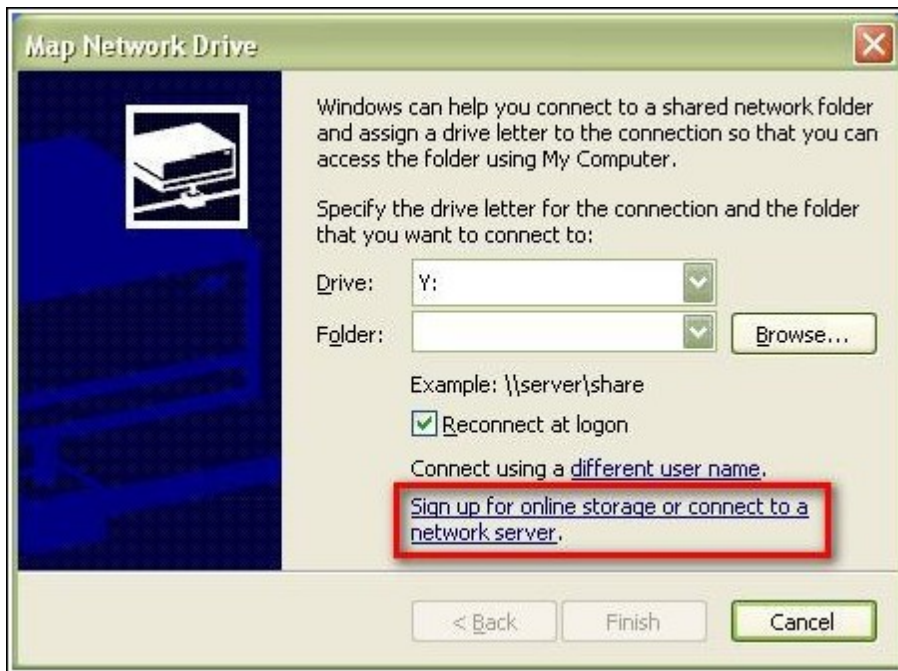 Map Network Drive
Windows can help you connect to a shared network folder
and assign a drive letter to the connection so that you can
access the folder using My Computer.
Specify the drive letter for the connection and the folder
that you want to connect to:
Drive: Y:
Folder: Browse...
Example: \\server\share
Reconnect at logon
Connect using a different user name.
Sign up for online storage or connect to a
network server.
< Back Finish Cancel